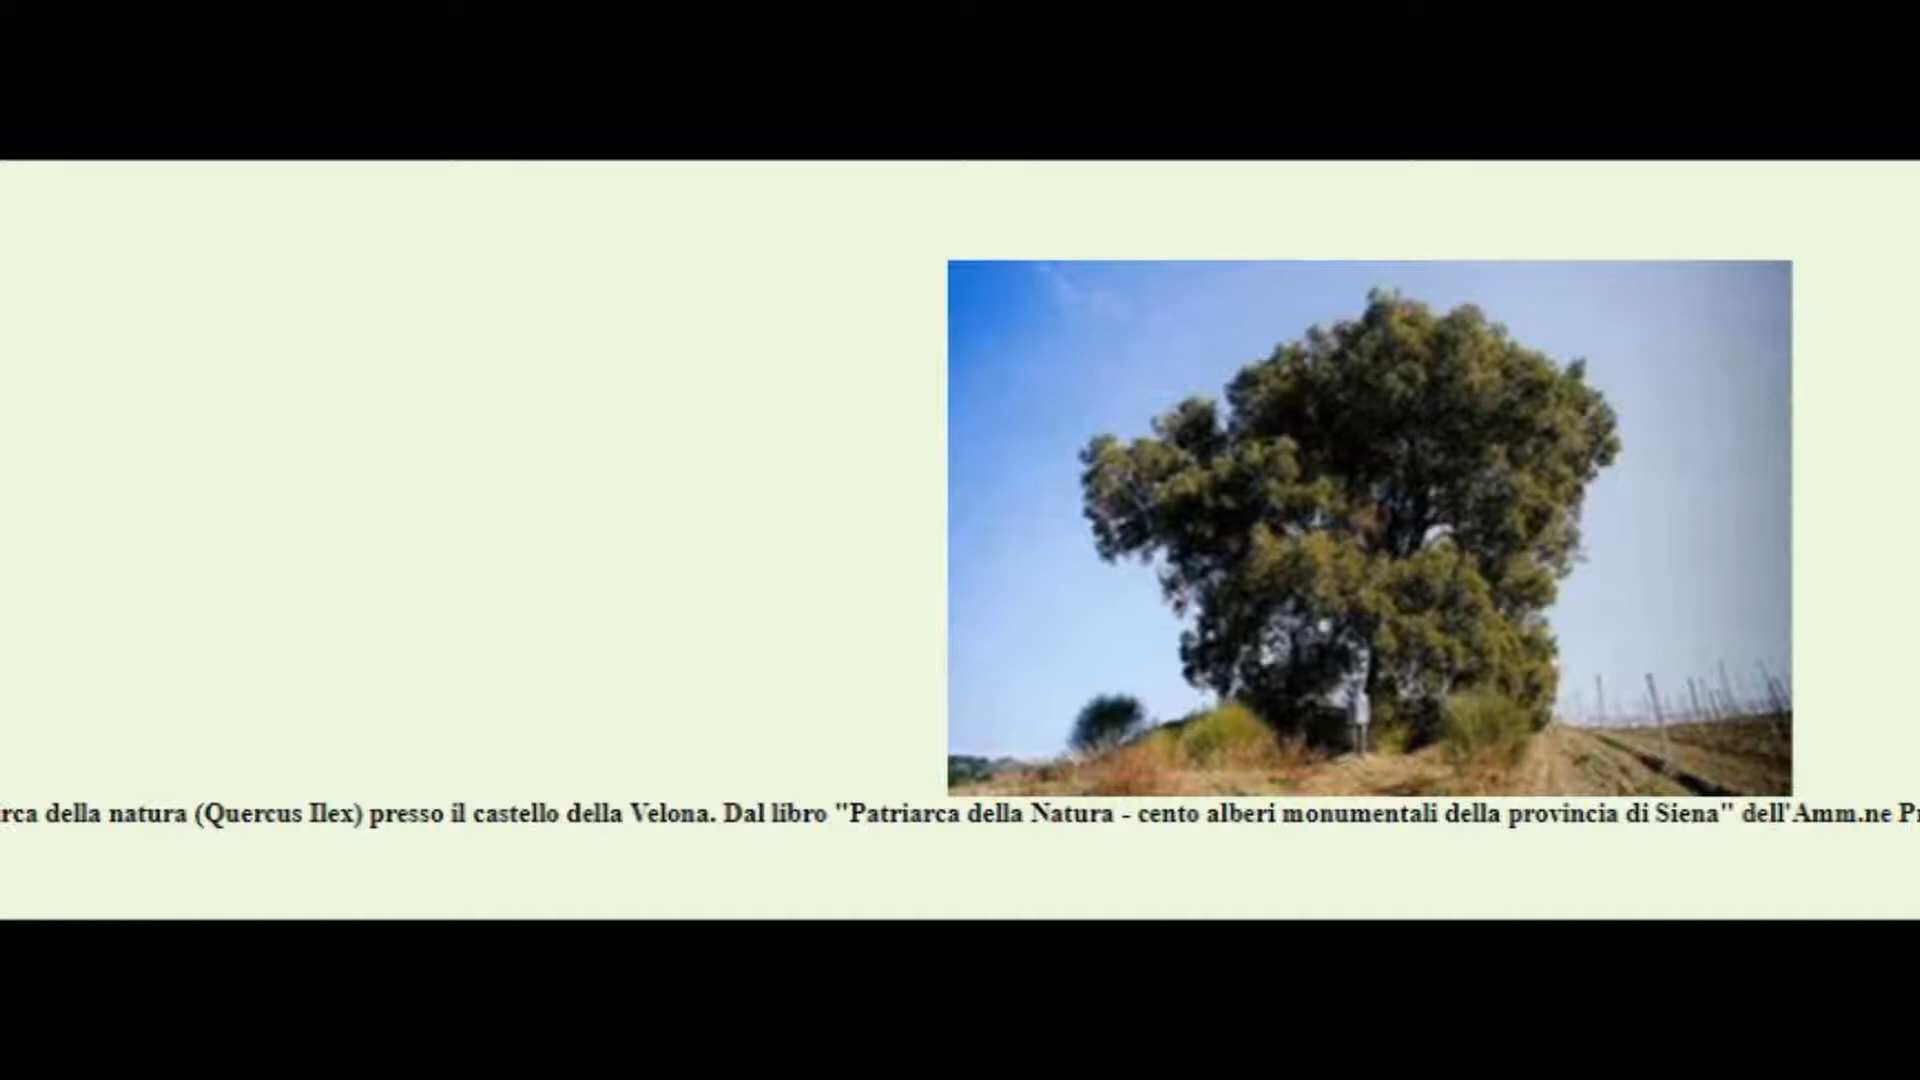 rca della natura (Quercus Ilex) presso il castello della Velona. Dal libro "Patriarca della Natura - cento alberi monumentali della provincia di Siena" dell'Amm.ne Pr